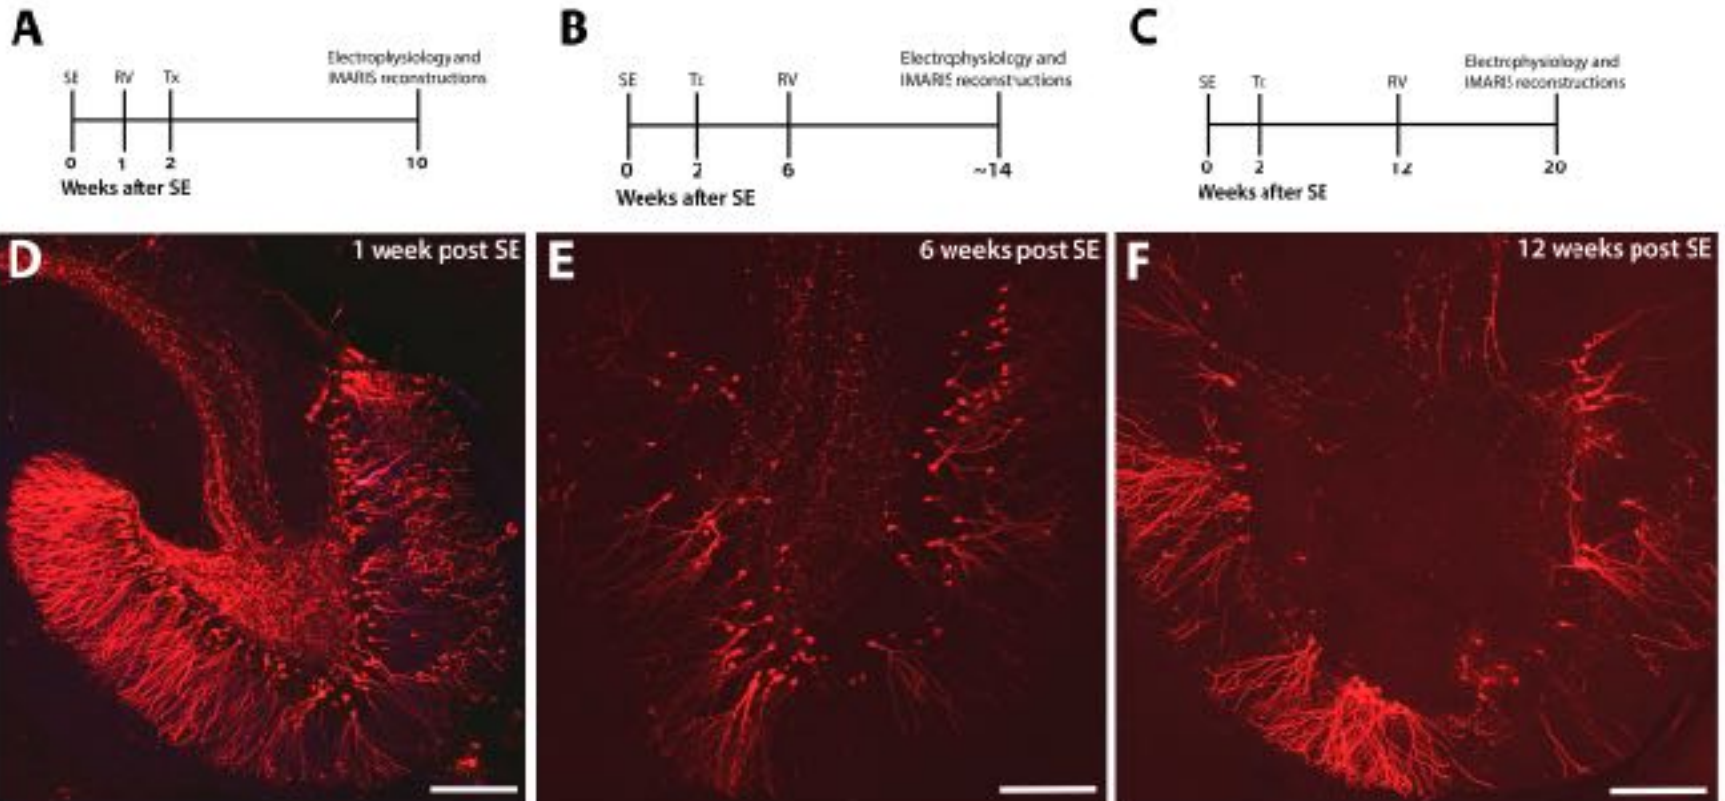 A
SE RV Tx Electrophysiology and
IMARIS reconstructions
0 1 2 10
Weeks after SE
B
SE Tx RV Electrophysiology and
IMARIS reconstructions
0 2 6 ~14
Weeks after SE
C
SE Tx RV Electrophysiology and
IMARIS reconstructions
0 2 12 20
Weeks after SE
D 1 week post SE
E 6 weeks post SE
F 12 weeks post SE